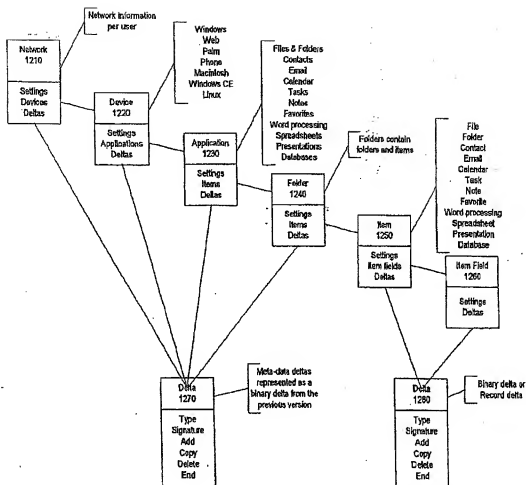 Network information
per user
Network
1210
Settings
Devices
Deltas
Windows
Web
Palm
Phone
Macintosh
Windows CE
Linux
Device
1220
Settings
Applications
Deltas
Files & Folders
Contacts
Email
Calendar
Tasks
Notes
Favorites
Word processing
Spreadsheets
Presentations
Databases
Application
1230
Settings
Items
Deltas
Folders contain
folders and items
Folder
1240
Settings
Items
Deltas
File
Folder
Contact
Email
Calendar
Task
Note
Favorite
Word processing
Spreadsheet
Presentation
Database
Item
1250
Settings
Item fields
Deltas
Item Field
1260
Settings
Deltas
Delta
1270
Type
Signature
Add
Copy
Delete
End
Meta-data deltas
represented as a
binary delta from the
previous version
Delta
1280
Type
Signature
Add
Copy
Delete
End
Binary delta or
Record delta